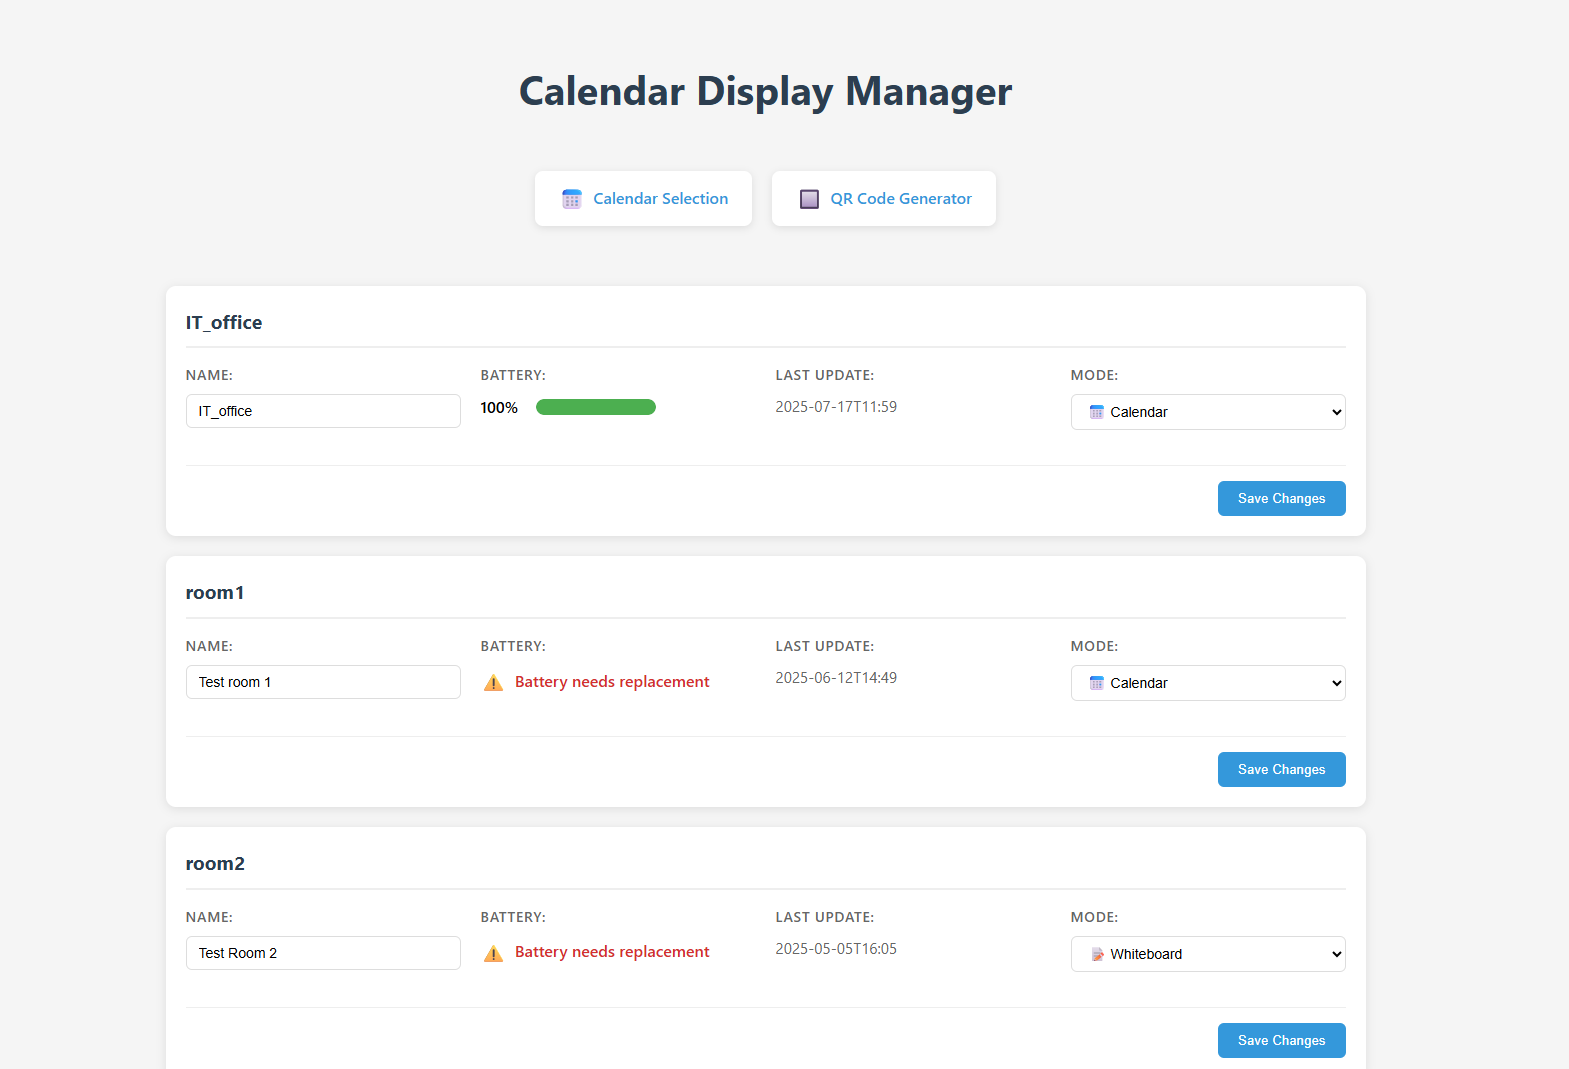 Calendar Display Manager
Calendar Selection
QR Code Generator
IT_office
NAME:
IT_office
BATTERY:
100%
LAST UPDATE:
2025-07-17T11:59
MODE:
Calendar
Save Changes
room1
NAME:
Test room 1
BATTERY:
Battery needs replacement
LAST UPDATE:
2025-06-12T14:49
MODE:
Calendar
Save Changes
room2
NAME:
Test Room 2
BATTERY:
Battery needs replacement
LAST UPDATE:
2025-05-05T16:05
MODE:
Whiteboard
Save Changes